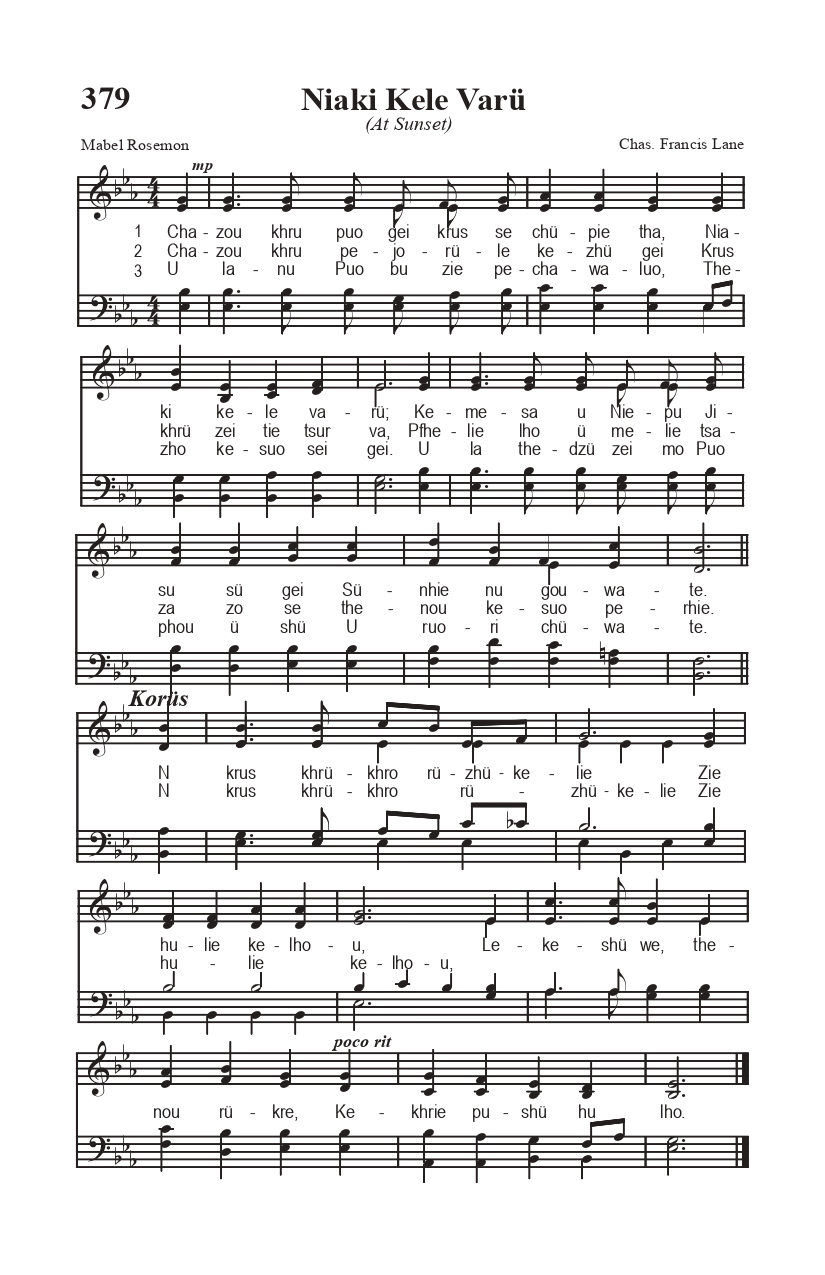 379
Niaki Kele Varü
(At Sunset)
Mabel Rosemon
Chas. Francis Lane
mp
1 Cha - zou khru puo gei krus se chü - pie tha, Nia -
2 Cha - zou khru pe - jo - rü - le ke - zhü gei Krus
3 U la - nu Puo bu zie pe - cha - wa - luo, The -
ki ke - le va - rü; Ke - me - sa u Nie - pu Ji -
khrü zei tie tsur va, Pfhe - lie lho ü me - lie tsa -
zho ke - suo sei gei. U la the - dzü zei mo Puo
su sü gei Sü - nhie nu gou - wa - te.
za zo se the - nou ke - suo pe - rhie.
phou ü shü U ruo - ri chü - wa - te.
Korüs
N krus khrü - khro rü - zhü - ke - lie Zie
N krus khrü - khro rü - zhü - ke - lie Zie
hu - lie ke - lho - u, Le - ke - shü we, the -
hu - lie ke - lho - u,
poco rit
nou rü - kre, Ke - khrie pu - shü hu lho.